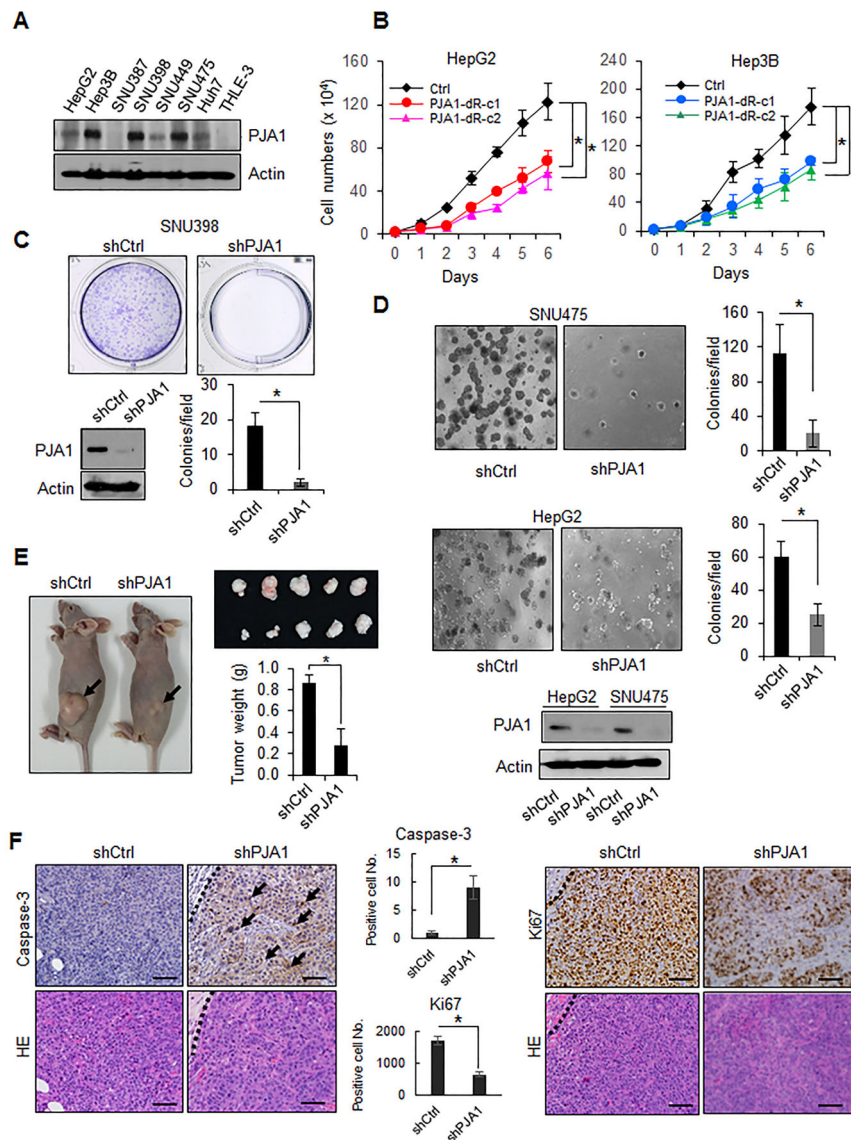 A
HepG2
Hep3B
SNU387
SNU398
SNU449
SNU475
Huh7
THLE-3
PJA1
Actin
B
HepG2
Cell numbers (x 10⁴)
160
120
80
40
0
Ctrl
PJA1-dR-c1
PJA1-dR-c2
*
*
0 1 2 3 4 5 6
Days
Hep3B
240
200
160
120
80
40
0
Ctrl
PJA1-dR-c1
PJA1-dR-c2
*
0 1 2 3 4 5 6
Days
C
SNU398
shCtrl shPJA1
shCtrl
shPJA1
PJA1
Actin
Colonies/field
30
20
10
0
*
shCtrl
shPJA1
D
SNU475
shCtrl shPJA1
Colonies/field
160
120
80
40
0
*
shCtrl
shPJA1
HepG2
shCtrl shPJA1
Colonies/field
80
60
40
20
0
*
shCtrl
shPJA1
HepG2 SNU475
PJA1
Actin
shCtrl
shPJA1
shCtrl
shPJA1
E
shCtrl shPJA1
Tumor weight (g)
1.0
0.8
0.6
0.4
0.2
0.0
*
shCtrl
shPJA1
F
shCtrl shPJA1
Caspase-3
HE
Caspase-3
Positive cell No.
15
10
5
0
*
shCtrl
shPJA1
Ki67
Positive cell No.
2000
1000
0
*
shCtrl
shPJA1
shCtrl shPJA1
Ki67
HE